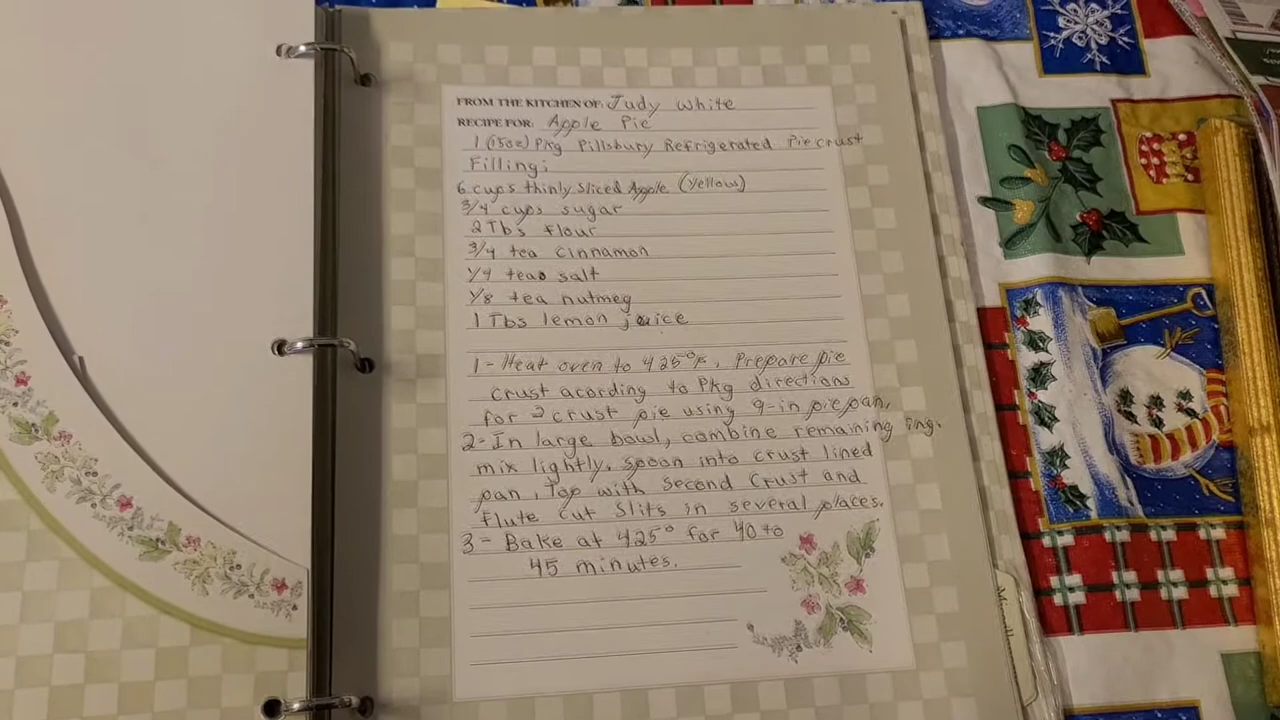 FROM THE KITCHEN OF: Judy White
RECIPE FOR: Apple Pie
1 (15oz) Pkg Pillsbury Refrigerated Pie crust
Filling;
6 cups thinly sliced Apple (Yellow)
3/4 cups sugar
2 Tbs flour
3/4 tea cinnamon
1/4 tea salt
1/8 tea nutmeg
1 Tbs lemon juice
1- Heat oven to 425°F. Prepare pie
crust acording to Pkg directions
for 2 crust pie using 9-in pie pan.
2- In large bowl, combine remaining ing.
mix lightly. spoon into crust lined
pan. Top with second crust and
flute cut slits in several places.
3- Bake at 425° for 40 to
45 minutes.